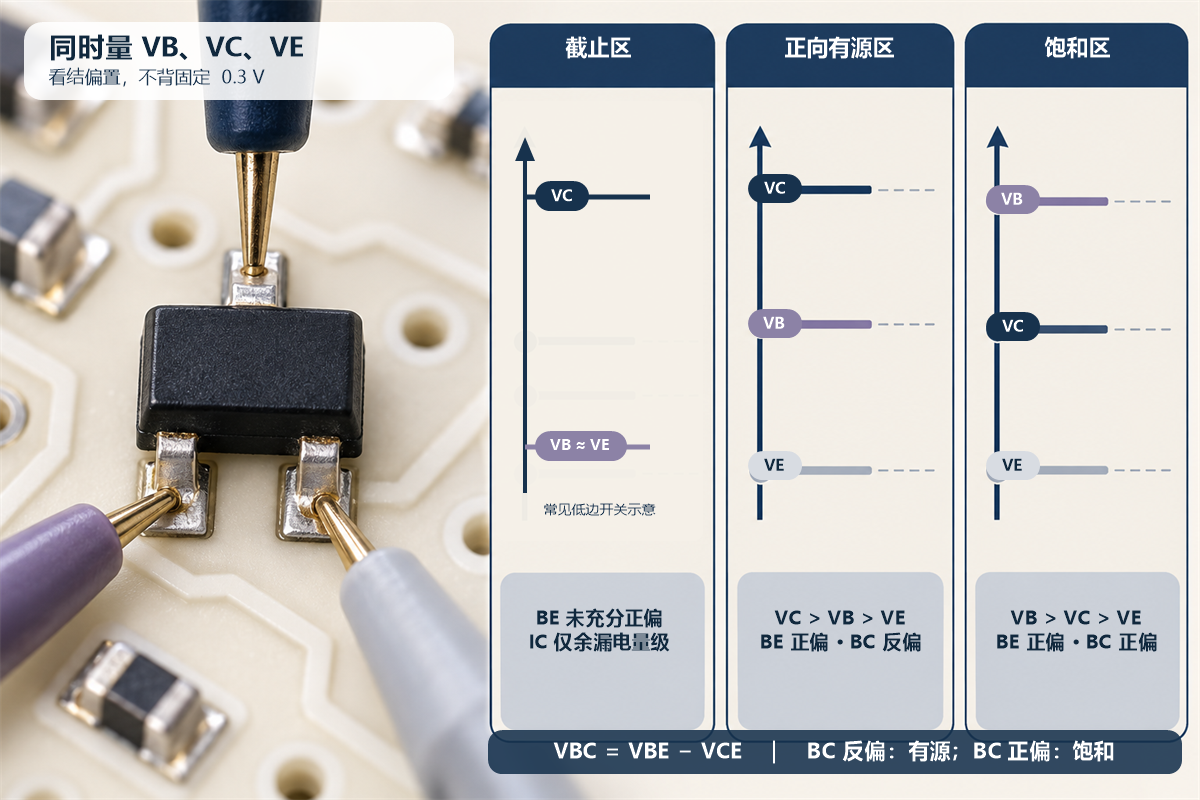 同时量 VB、VC、VE
看结偏置，不背固定 0.3 V
截止区
VC
VB ≈ VE
常见低边开关示意
BE 未充分正偏
IC 仅余漏电量级
正向有源区
VC
VB
VE
VC > VB > VE
BE 正偏・BC 反偏
饱和区
VB
VC
VE
VB > VC > VE
BE 正偏・BC 正偏
VBC = VBE − VCE | BC 反偏：有源；BC 正偏：饱和